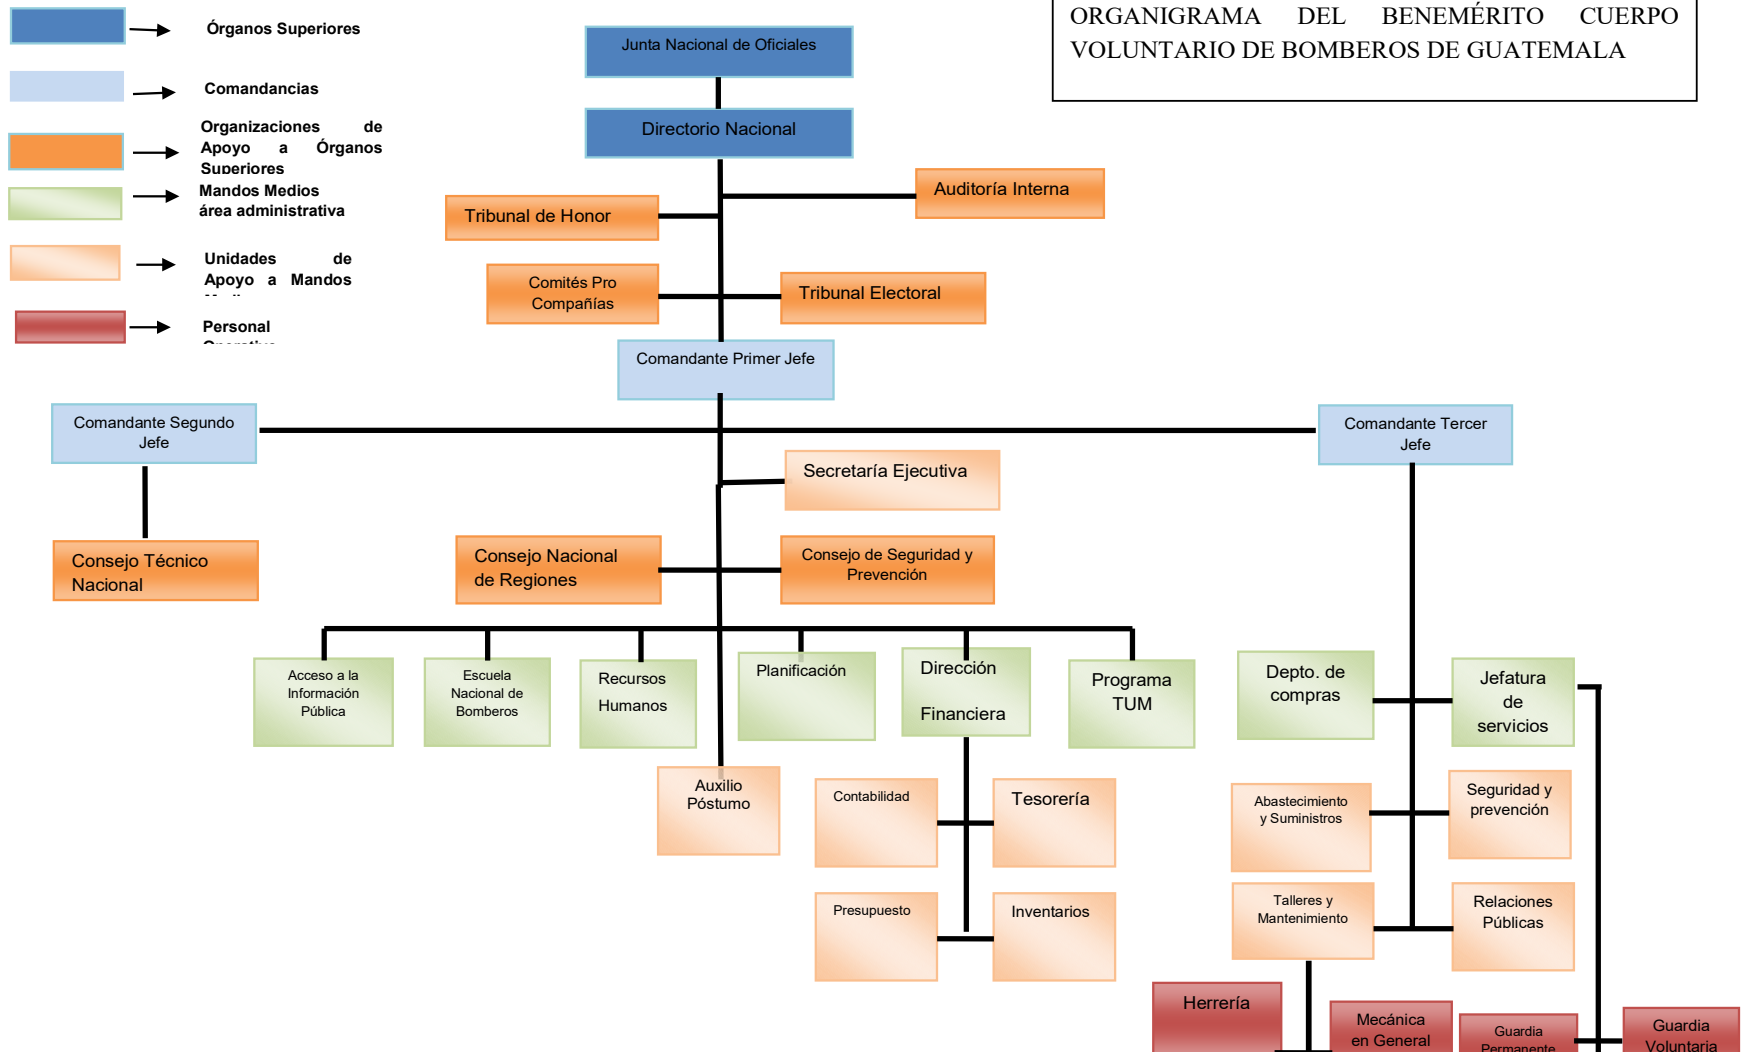 ORGANIGRAMA DEL BENEMÉRITO CUERPO
VOLUNTARIO DE BOMBEROS DE GUATEMALA
Órganos Superiores
Comandancias
Organizaciones de
Apoyo a Órganos
Superiores
Mandos Medios
área administrativa
Unidades de
Apoyo a Mandos
Personal
Junta Nacional de Oficiales
Directorio Nacional
Auditoría Interna
Tribunal de Honor
Comités Pro
Compañías
Tribunal Electoral
Comandante Primer Jefe
Comandante Segundo
Jefe
Comandante Tercer
Jefe
Secretaría Ejecutiva
Consejo Técnico
Nacional
Consejo Nacional
de Regiones
Consejo de Seguridad y
Prevención
Acceso a la
Información
Pública
Escuela
Nacional de
Bomberos
Recursos
Humanos
Planificación
Dirección
Financiera
Programa
TUM
Depto. de
compras
Jefatura
de
servicios
Auxilio
Póstumo
Contabilidad
Tesorería
Abastecimiento
y Suministros
Seguridad y
prevención
Presupuesto
Inventarios
Talleres y
Mantenimiento
Relaciones
Públicas
Herrería
Mecánica
en General
Guardia
Permanente
Guardia
Voluntaria